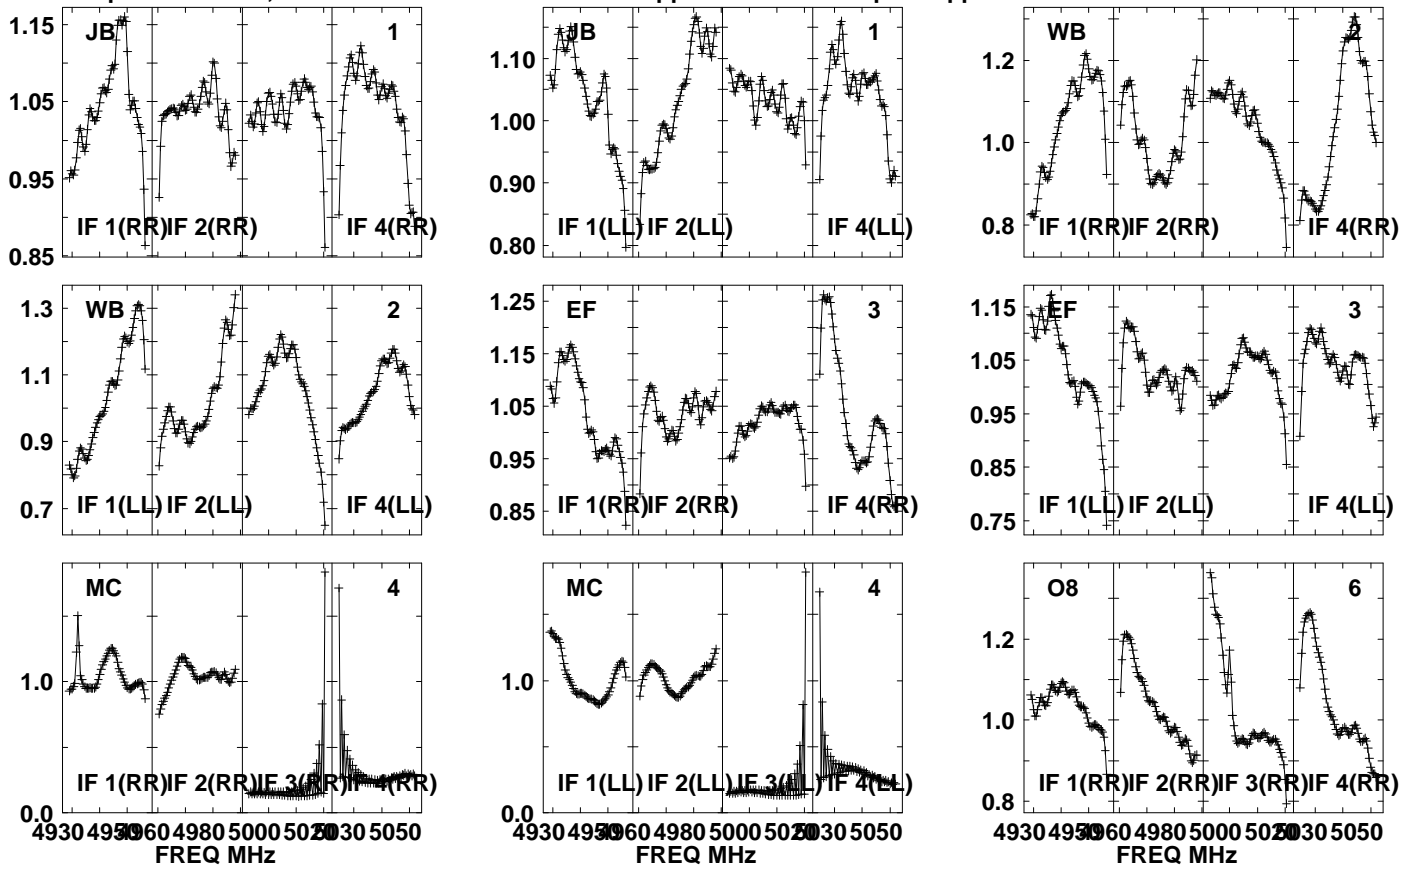 JB 1
1.15
1.05
0.95
0.85
IF 1(RR) IF 2(RR) IF 4(RR)
JB 1
1.10
1.00
0.90
0.80
IF 1(LL) IF 2(LL) IF 4(LL)
WB 2
1.2
1.0
0.8
IF 1(RR) IF 2(RR) IF 4(RR)
WB 2
1.3
1.1
0.9
0.7
IF 1(LL) IF 2(LL) IF 4(LL)
EF 3
1.25
1.15
1.05
0.95
0.85
IF 1(RR) IF 2(RR) IF 4(RR)
EF 3
1.15
1.05
0.95
0.85
0.75
IF 1(LL) IF 2(LL) IF 4(LL)
MC 4
1.0
0.0
IF 1(RR) IF 2(RR) IF 3(RR) IF 4(RR)
4930 4950 4960 4980 5000 5020 5030 5050
FREQ MHz
MC 4
1.0
0.0
IF 1(LL) IF 2(LL) IF 3(LL) IF 4(LL)
4930 4950 4960 4980 5000 5020 5030 5050
FREQ MHz
O8 6
1.2
1.0
0.8
IF 1(RR) IF 2(RR) IF 3(RR) IF 4(RR)
4930 4950 4960 4980 5000 5020 5030 5050
FREQ MHz